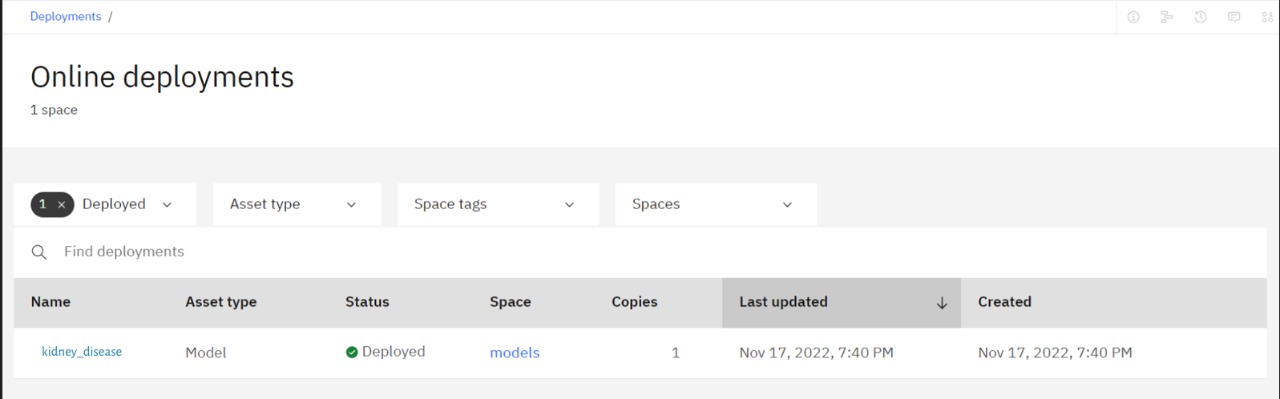 Deployments /
Online deployments
1 space
1 × Deployed
Asset type
Space tags
Spaces
Find deployments
Name Asset type Status Space Copies Last updated Created
kidney_disease Model Deployed models 1 Nov 17, 2022, 7:40 PM Nov 17, 2022, 7:40 PM